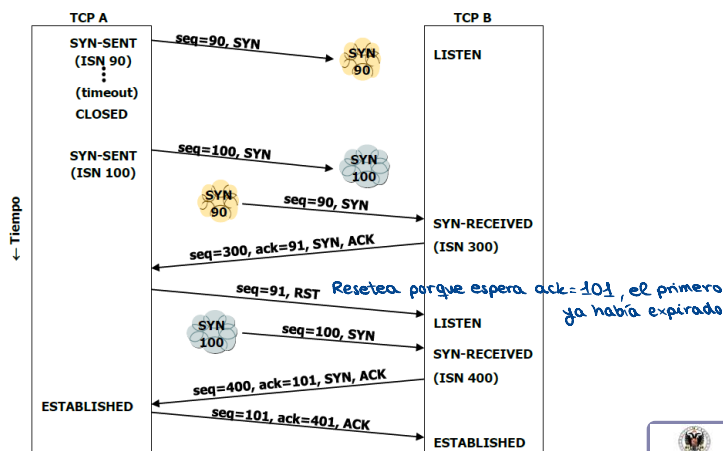 TCP A
TCP B
SYN-SENT
(ISN 90)
(timeout)
CLOSED
seq=90, SYN
SYN
90
LISTEN
SYN-SENT
(ISN 100)
seq=100, SYN
SYN
100
← Tiempo
SYN
90
seq=90, SYN
SYN-RECEIVED
(ISN 300)
seq=300, ack=91, SYN, ACK
seq=91, RST
Resetea porque espera ack=101, el primero
ya había expirado
LISTEN
SYN
100
seq=100, SYN
SYN-RECEIVED
(ISN 400)
seq=400, ack=101, SYN, ACK
ESTABLISHED
seq=101, ack=401, ACK
ESTABLISHED